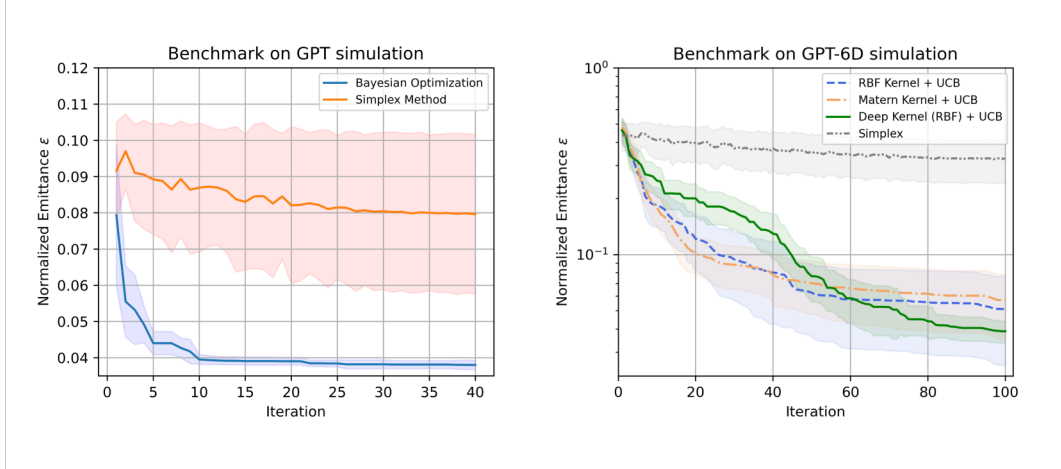 Benchmark on GPT simulation
Normalized Emittance ε
0.12
0.11
0.10
0.09
0.08
0.07
0.06
0.05
0.04
Bayesian Optimization
Simplex Method
0 5 10 15 20 25 30 35 40
Iteration
Benchmark on GPT-6D simulation
Normalized Emittance ε
10⁰
10⁻¹
RBF Kernel + UCB
Matern Kernel + UCB
Deep Kernel (RBF) + UCB
Simplex
0 20 40 60 80 100
Iteration